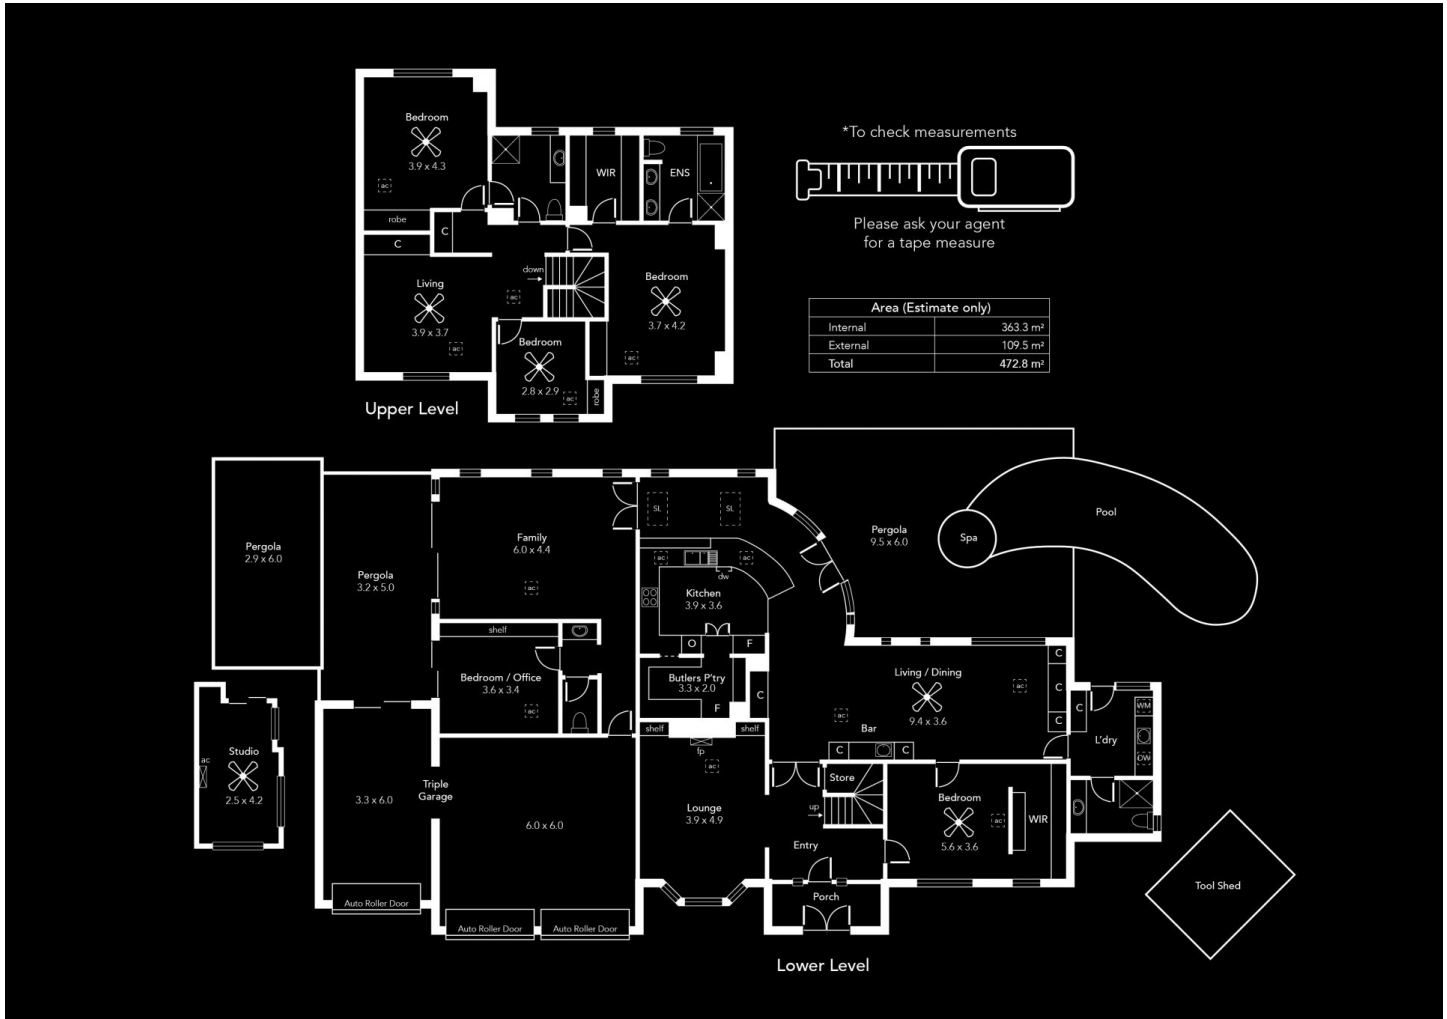 Bedroom
3.9 x 4.3
ac
robe
C
C
WIR
ENS
down
ac
Living
3.9 x 3.7
ac
Bedroom
3.7 x 4.2
ac
Bedroom
2.8 x 2.9
ac
robe
Upper Level
*To check measurements
Please ask your agent
for a tape measure
Area (Estimate only)
Internal 363.3 m²
External 109.5 m²
Total 472.8 m²
Pergola
2.9 x 6.0
Pergola
3.2 x 5.0
Family
6.0 x 4.4
ac
SL
SL
ac
ac
dw
Kitchen
3.9 x 3.6
O
F
Butlers P'try
3.3 x 2.0
F
C
Pergola
9.5 x 6.0
Spa
Pool
shelf
Bedroom / Office
3.6 x 3.4
ac
Living / Dining
9.4 x 3.6
ac
ac
C
C
C
Bar
C
C
C
WM
L'dry
DW
Studio
ac
2.5 x 4.2
Triple
Garage
3.3 x 6.0
6.0 x 6.0
shelf
shelf
fp
ac
Lounge
3.9 x 4.9
Store
up
Entry
Porch
Bedroom
5.6 x 3.6
ac
WIR
Tool Shed
Auto Roller Door
Auto Roller Door
Auto Roller Door
Lower Level